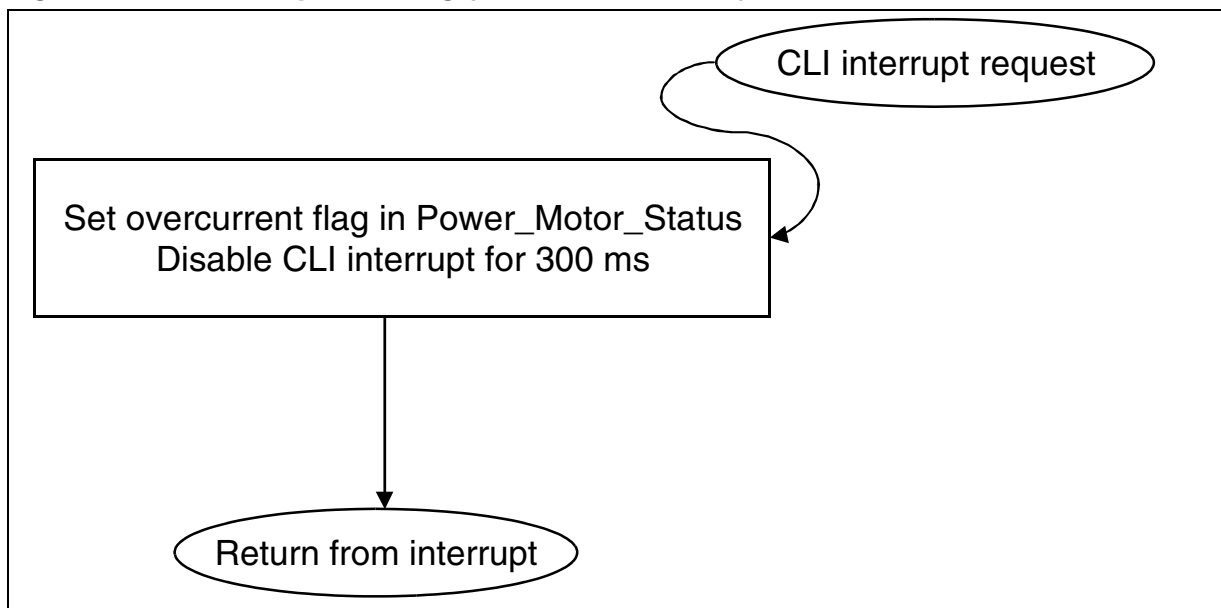 CLI interrupt request
Set overcurrent flag in Power_Motor_Status
Disable CLI interrupt for 300 ms
Return from interrupt